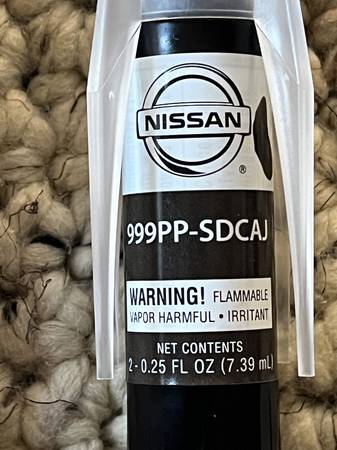 NISSAN
®
999PP-SDCAJ
WARNING! FLAMMABLE
VAPOR HARMFUL • IRRITANT
NET CONTENTS
2 - 0.25 FL OZ (7.39 mL)